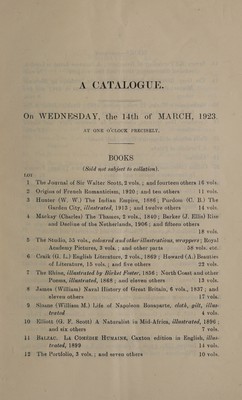 A CATALOGUE.
On WEDNESDAY, the 14th of MARCH, 1923.
AT ONE O'CLOCK PRECISELY.
BOOKS
(Sold not subject to collation).
LOT
1 The Journal of Sir Walter Scott, 2 vols. ; and fourteen others 16 vols.
2 Origins of French Romanticism, 1920 ; and ten others 11 vols.
3 Hunter (W. W.) The Indian Empire, 1886 ; Purdom (C. B.) The
Garden City, illustrated, 1913 ; and twelve others 14 vols.
4 Mackay (Charles) The Thames, 2 vols., 1840 ; Barker (J. Ellis) Rise
and Decline of the Netherlands, 1906 ; and fifteen others
18 vols.
5 The Studio, 55 vols., coloured and other illustrations, wrappers ; Royal
Academy Pictures, 3 vols. ; and other parts 58 vols. etc.
6 Craik (G. L.) English Literature, 2 vols., 1869 ; Howard (A.) Beauties
of Literature, 15 vols. ; and five others 22 vols.
7 The Rhine, illustrated by Birket Foster, 1856 ; North Coast and other
Poems, illustrated, 1868 ; and eleven others 13 vols.
8 James (William) Naval History of Great Britain, 6 vols., 1837 ; and
eleven others 17 vols.
9 Sloane (William M.) Life of Napoleon Bonaparte, cloth, gilt, illus-
trated 4 vols.
10 Elliott (G. F. Scott) A Naturalist in Mid-Africa, illustrated, 1896 ;
and six others 7 vols.
11 BALZAC. LA COMÉDIE HUMAINE, Caxton edition in English, illus-
trated, 1899 14 vols.
12 The Portfolio, 3 vols. ; and seven others 10 vols.